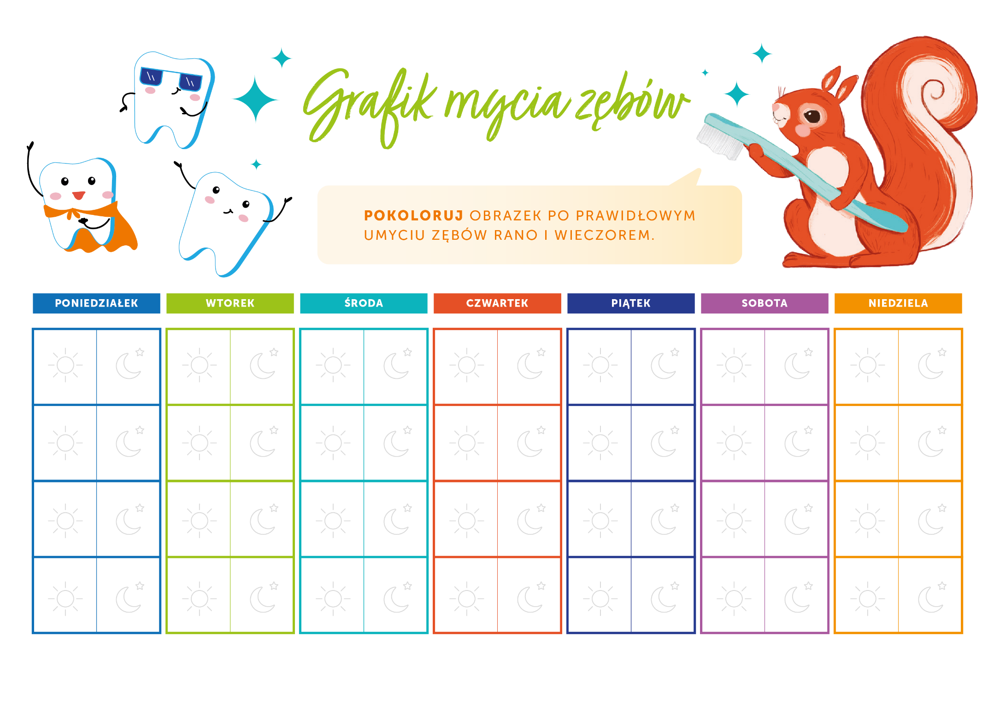 Grafik mycia zębów
POKOLORUJ OBRAZEK PO PRAWIDŁOWYM
UMYCIU ZĘBÓW RANO I WIECZOREM.
PONIEDZIAŁEK WTOREK ŚRODA CZWARTEK PIĄTEK SOBOTA NIEDZIELA